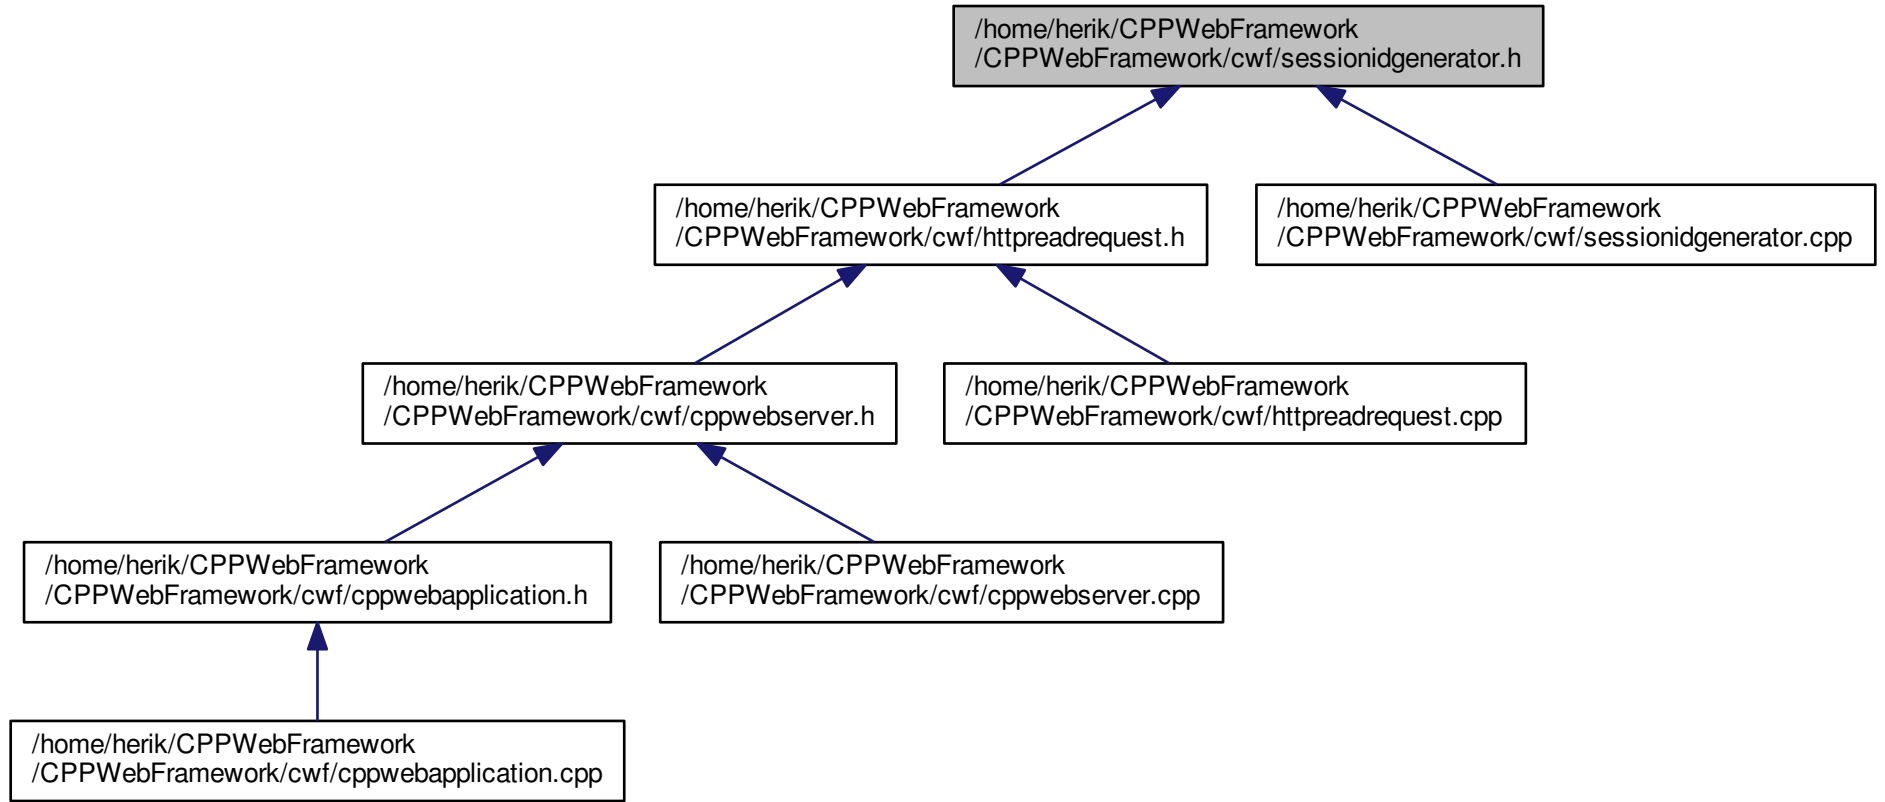 /home/herik/CPPWebFramework
/CPPWebFramework/cwf/sessionidgenerator.h
/home/herik/CPPWebFramework
/CPPWebFramework/cwf/httpreadrequest.h
/home/herik/CPPWebFramework
/CPPWebFramework/cwf/sessionidgenerator.cpp
/home/herik/CPPWebFramework
/CPPWebFramework/cwf/cppwebserver.h
/home/herik/CPPWebFramework
/CPPWebFramework/cwf/httpreadrequest.cpp
/home/herik/CPPWebFramework
/CPPWebFramework/cwf/cppwebapplication.h
/home/herik/CPPWebFramework
/CPPWebFramework/cwf/cppwebserver.cpp
/home/herik/CPPWebFramework
/CPPWebFramework/cwf/cppwebapplication.cpp